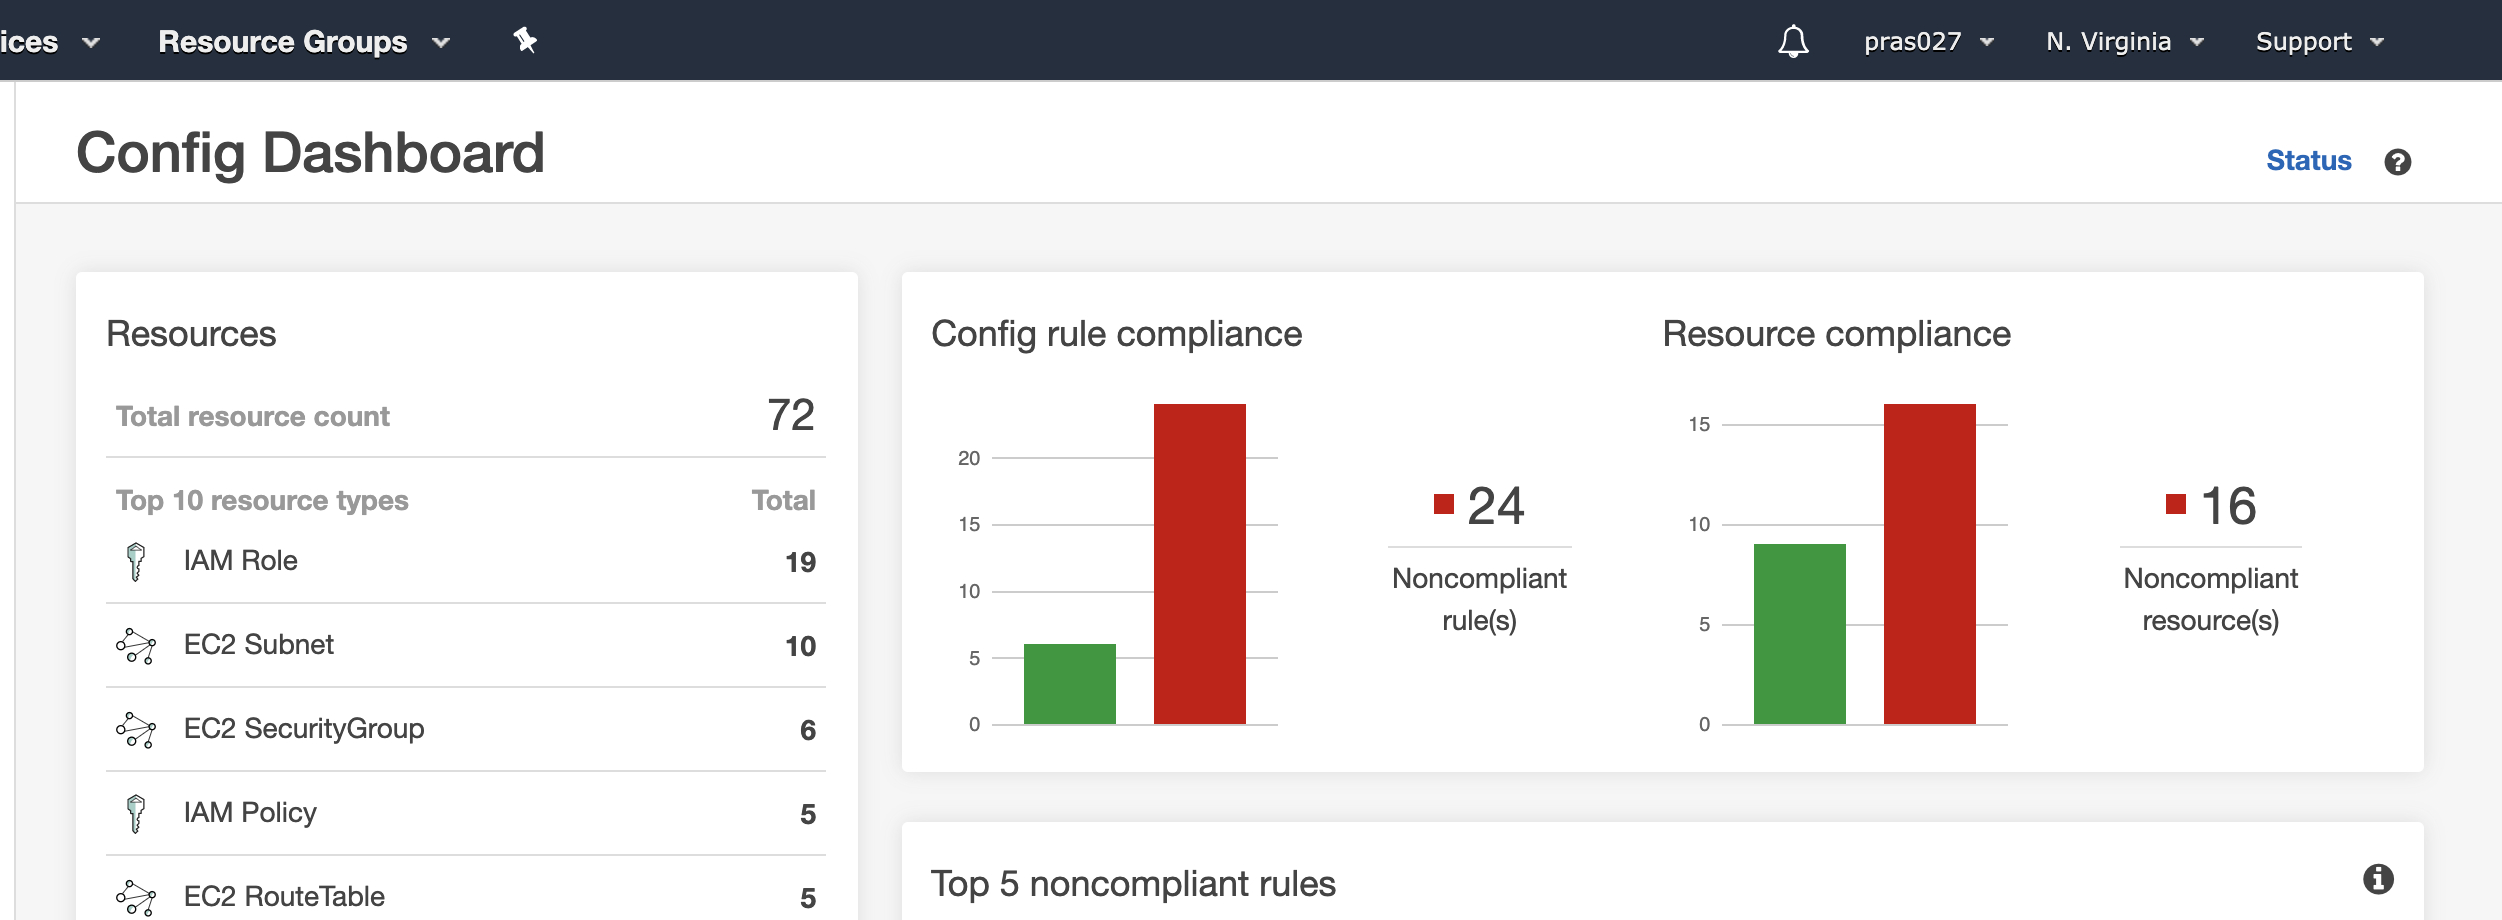 ices
Resource Groups
pras027
N. Virginia
Support
Config Dashboard
Status
Resources
Total resource count 72
Top 10 resource types Total
IAM Role 19
EC2 Subnet 10
EC2 SecurityGroup 6
IAM Policy 5
EC2 RouteTable 5
Config rule compliance
20
15
10
5
0
24
Noncompliant
rule(s)
Resource compliance
15
10
5
0
16
Noncompliant
resource(s)
Top 5 noncompliant rules